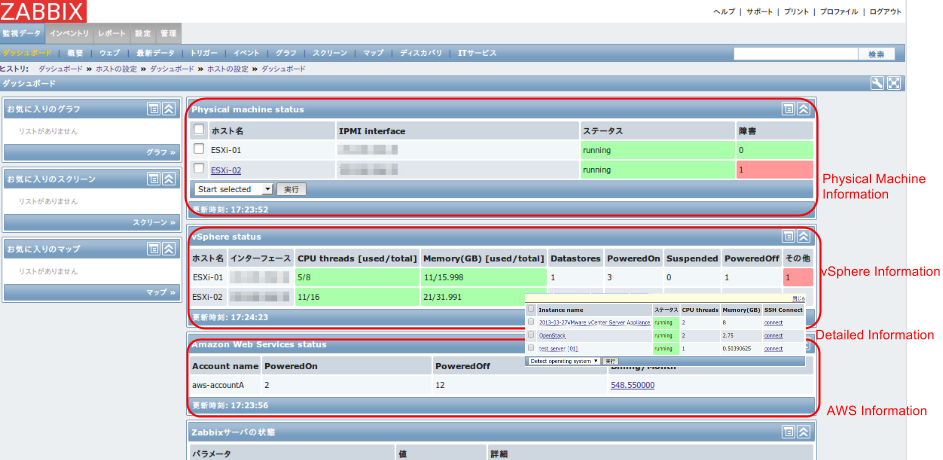 ZABBIX
ヘルプ | サポート | プリント | プロファイル | ログアウト
監視データ インベントリ レポート 設定 管理
ダッシュボード | 概要 | ウェブ | 最新データ | トリガー | イベント | グラフ | スクリーン | マップ | ディスカバリ | ITサービス 検索
ヒストリ: ダッシュボード » ホストの設定 » ダッシュボード » ホストの設定 » ダッシュボード
ダッシュボード
お気に入りのグラフ
リストがありません
グラフ »
お気に入りのスクリーン
リストがありません
スクリーン »
お気に入りのマップ
リストがありません
マップ »
Physical machine status
ホスト名 IPMI interface ステータス 障害
ESXi-01 running 0
ESXi-02 running 1
Start selected 実行
更新時刻: 17:23:52
Physical Machine
Information
vSphere status
ホスト名 インターフェース CPU threads [used/total] Memory(GB) [used/total] Datastores PoweredOn Suspended PoweredOff その他
ESXi-01 5/8 11/15.998 1 3 0 1 1
ESXi-02 11/16 21/31.991
更新時刻: 17:24:23
vSphere Information
閉じる
Instance name ステータス CPU threads Memory(GB) SSH Connect
2013-03-27VMware vCenter Server Appliance running 2 8 connect
OpenStack running 2 2.75 connect
test server [01] running 1 0.50390625 connect
Detect operating system 実行
Detailed Information
Amazon Web Services status
Account name PoweredOn PoweredOff Billing/Month
aws-accountA 2 12 548.550000
更新時刻: 17:23:56
AWS Information
Zabbixサーバの状態
パラメータ 値 詳細